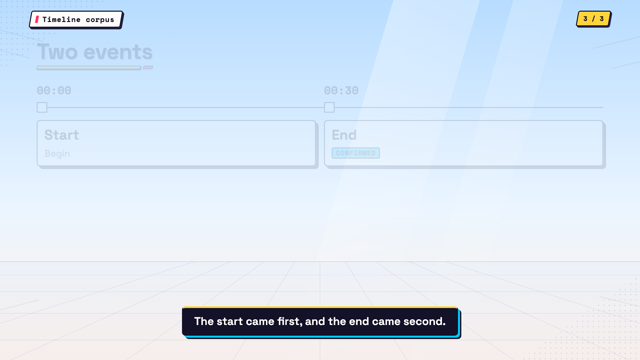 Timeline corpus
3 / 3
Two events
00:00
00:30
Start
Begin
End
CONFIRMED
The start came first, and the end came second.